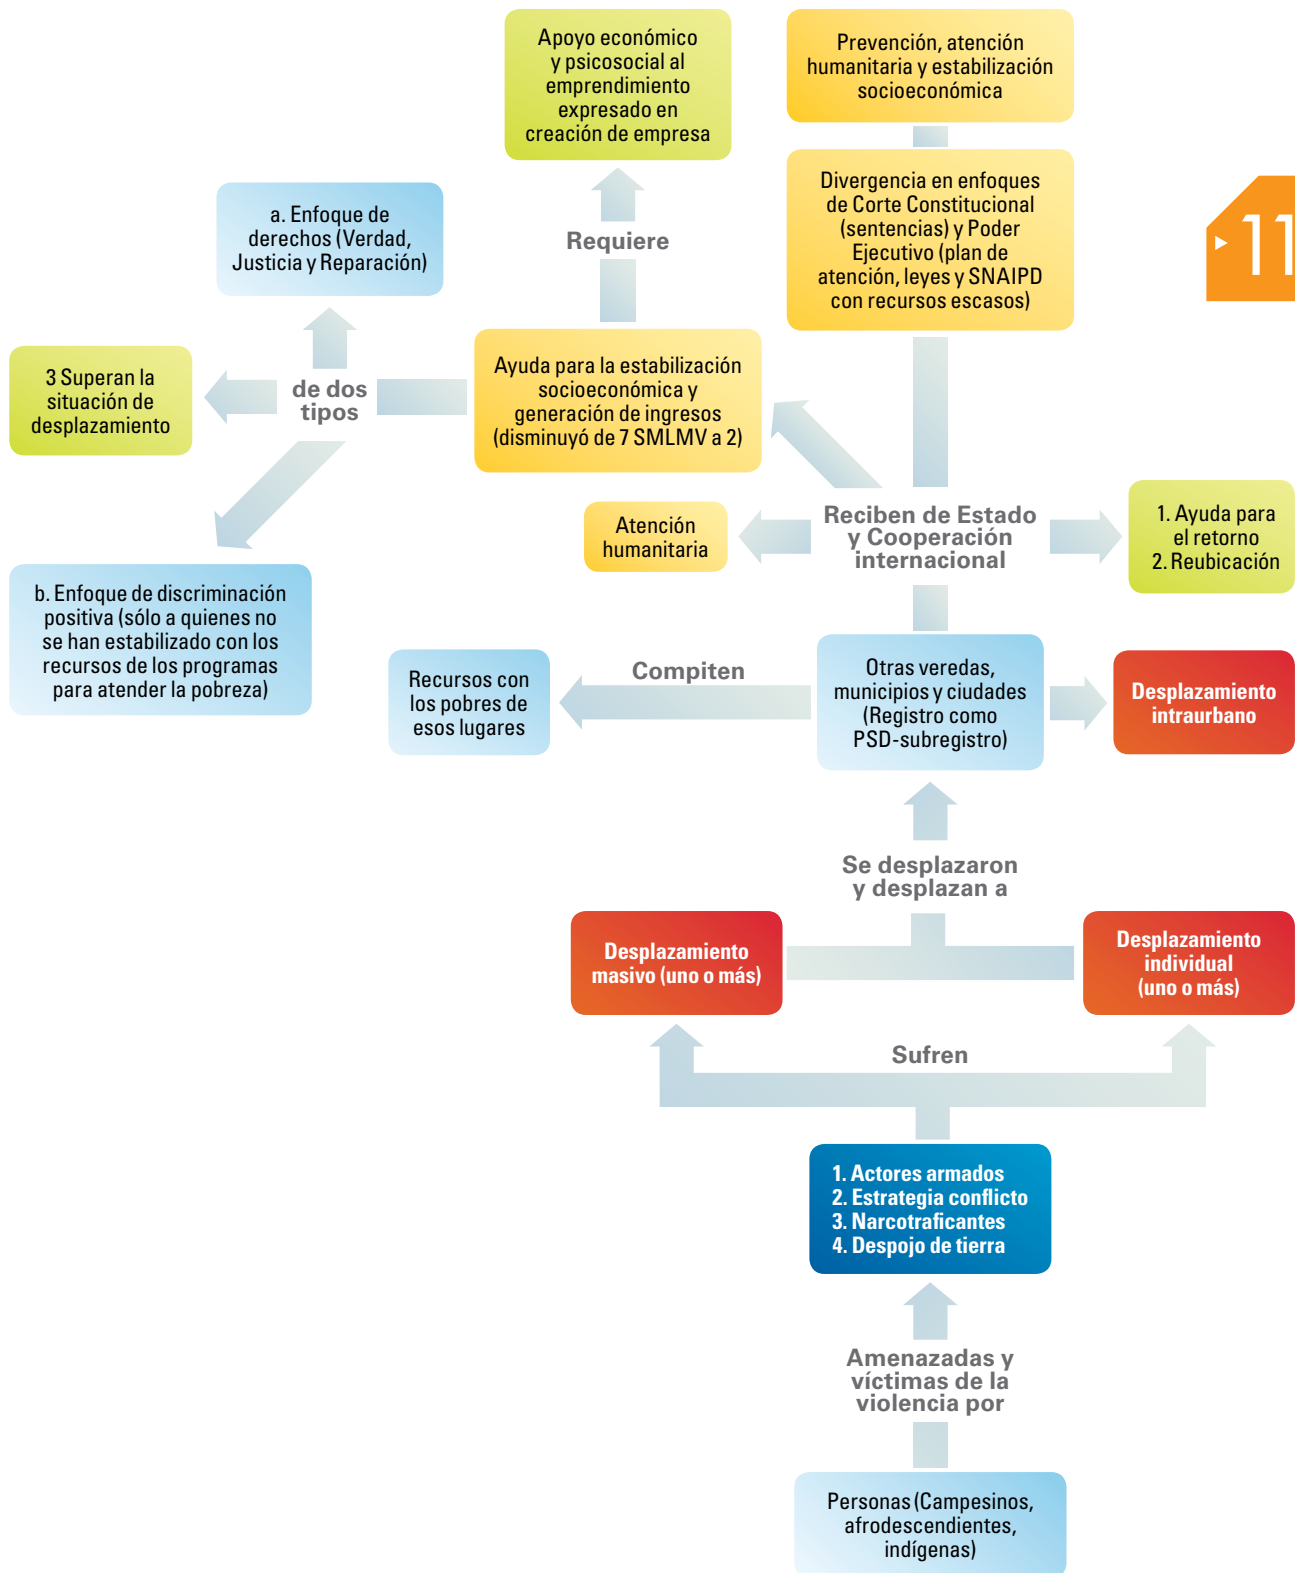 Apoyo económico
y psicosocial al
emprendimiento
expresado en
creación de empresa
Prevención, atención
humanitaria y estabilización
socioeconómica
Divergencia en enfoques
de Corte Constitucional
(sentencias) y Poder
Ejecutivo (plan de
atención, leyes y SNAIPD
con recursos escasos)
11
a. Enfoque de
derechos (Verdad,
Justicia y Reparación)
Requiere
3 Superan la
situación de
desplazamiento
de dos
tipos
Ayuda para la estabilización
socioeconómica y
generación de ingresos
(disminuyó de 7 SMLMV a 2)
Atención
humanitaria
Reciben de Estado
y Cooperación
internacional
1. Ayuda para
el retorno
2. Reubicación
b. Enfoque de discriminación
positiva (sólo a quienes no
se han estabilizado con los
recursos de los programas
para atender la pobreza)
Recursos con
los pobres de
esos lugares
Compiten
Otras veredas,
municipios y ciudades
(Registro como
PSD-subregistro)
Desplazamiento
intraurbano
Se desplazaron
y desplazan a
Desplazamiento
masivo (uno o más)
Desplazamiento
individual
(uno o más)
Sufren
1. Actores armados
2. Estrategia conflicto
3. Narcotraficantes
4. Despojo de tierra
Amenazadas y
víctimas de la
violencia por
Personas (Campesinos,
afrodescendientes,
indígenas)